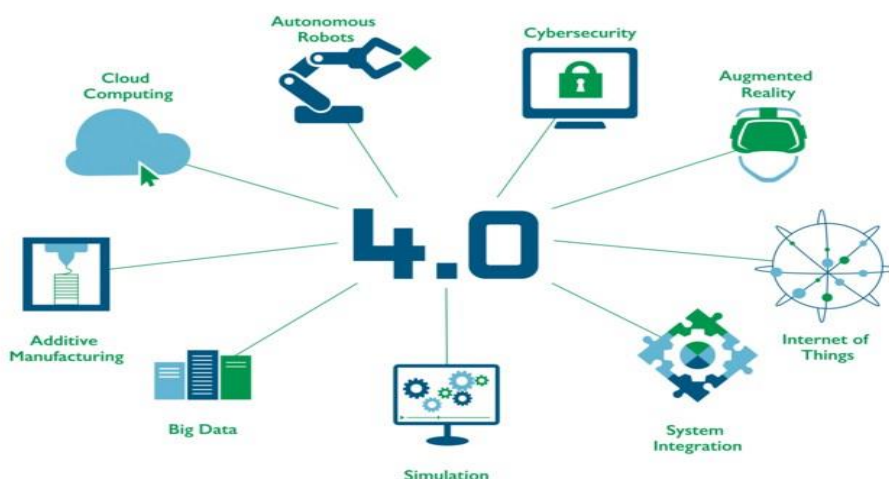 Autonomous
Robots
Cybersecurity
Cloud
Computing
Augmented
Reality
4.0
Additive
Manufacturing
Internet of
Things
Big Data
System
Integration
Simulation